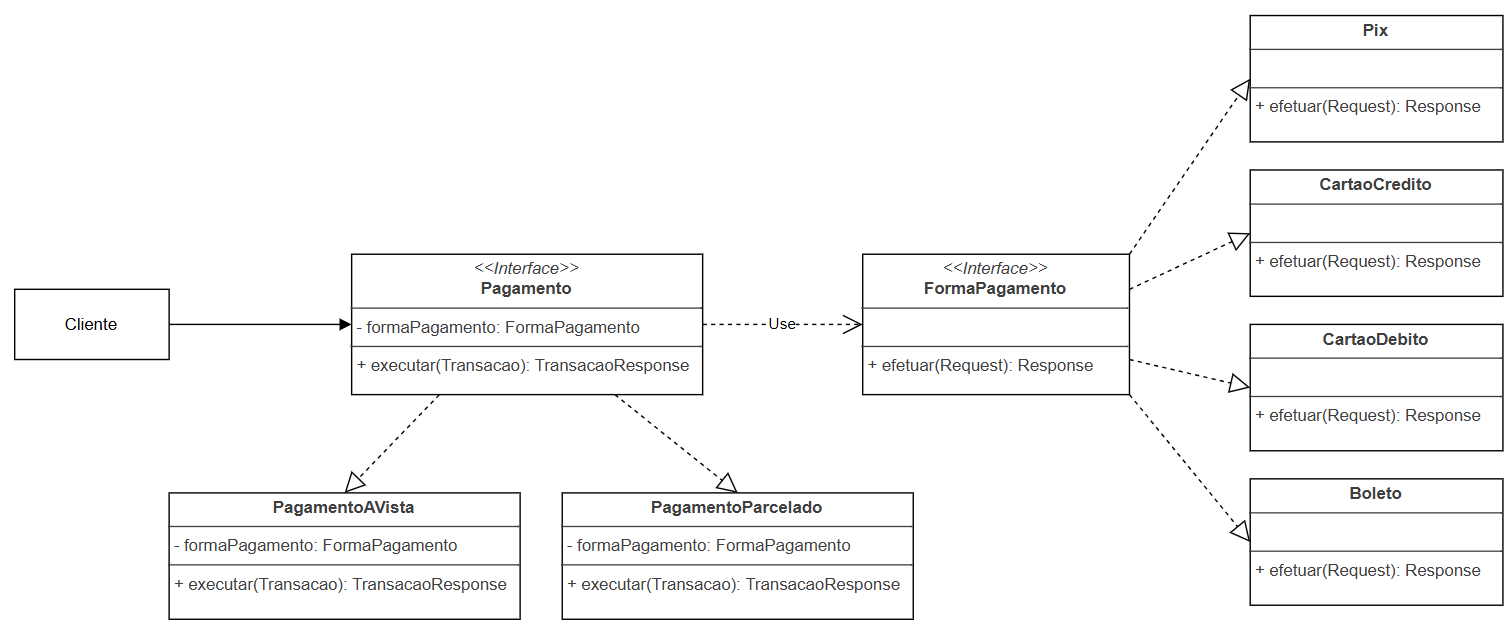 Cliente
<<Interface>>
Pagamento
- formaPagamento: FormaPagamento
+ executar(Transacao): TransacaoResponse
Use
<<Interface>>
FormaPagamento
+ efetuar(Request): Response
PagamentoAVista
- formaPagamento: FormaPagamento
+ executar(Transacao): TransacaoResponse
PagamentoParcelado
- formaPagamento: FormaPagamento
+ executar(Transacao): TransacaoResponse
Pix
+ efetuar(Request): Response
CartaoCredito
+ efetuar(Request): Response
CartaoDebito
+ efetuar(Request): Response
Boleto
+ efetuar(Request): Response